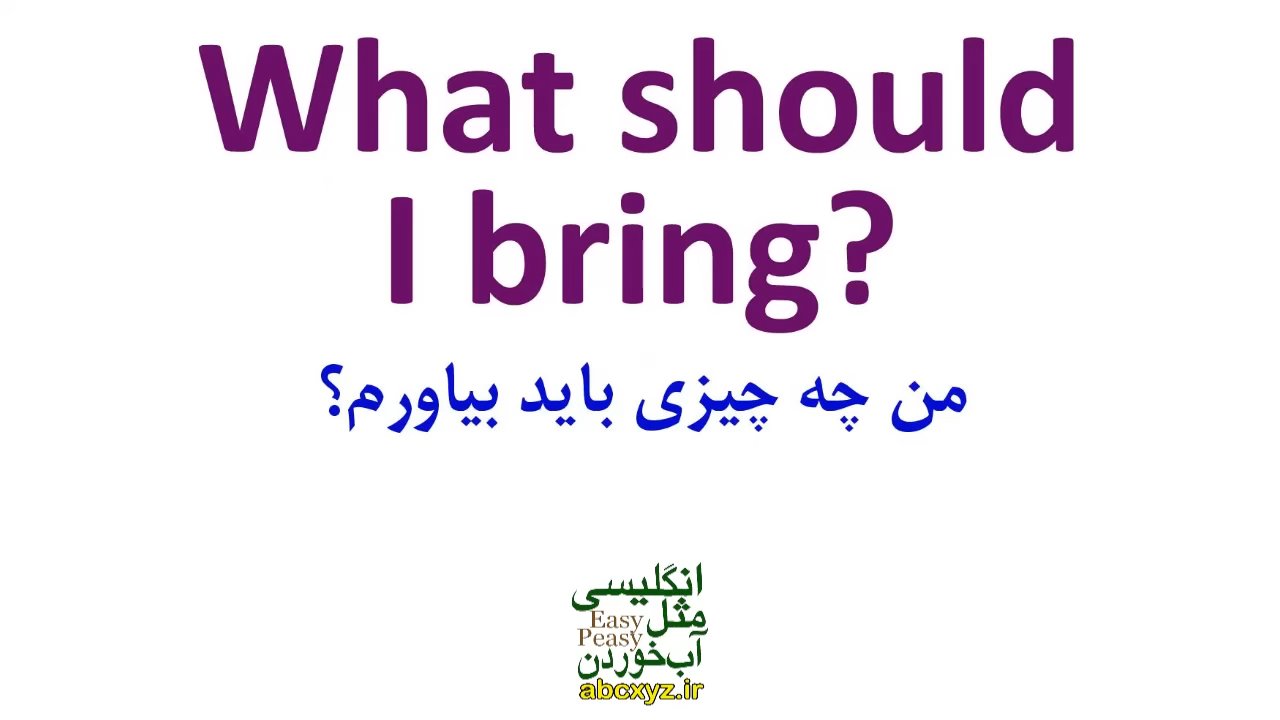 What should
I bring?
من چه چیزی باید بیاورم؟
انگلیسی
مثل
Easy
Peasy
آب‌خوردن
abcxyz.ir